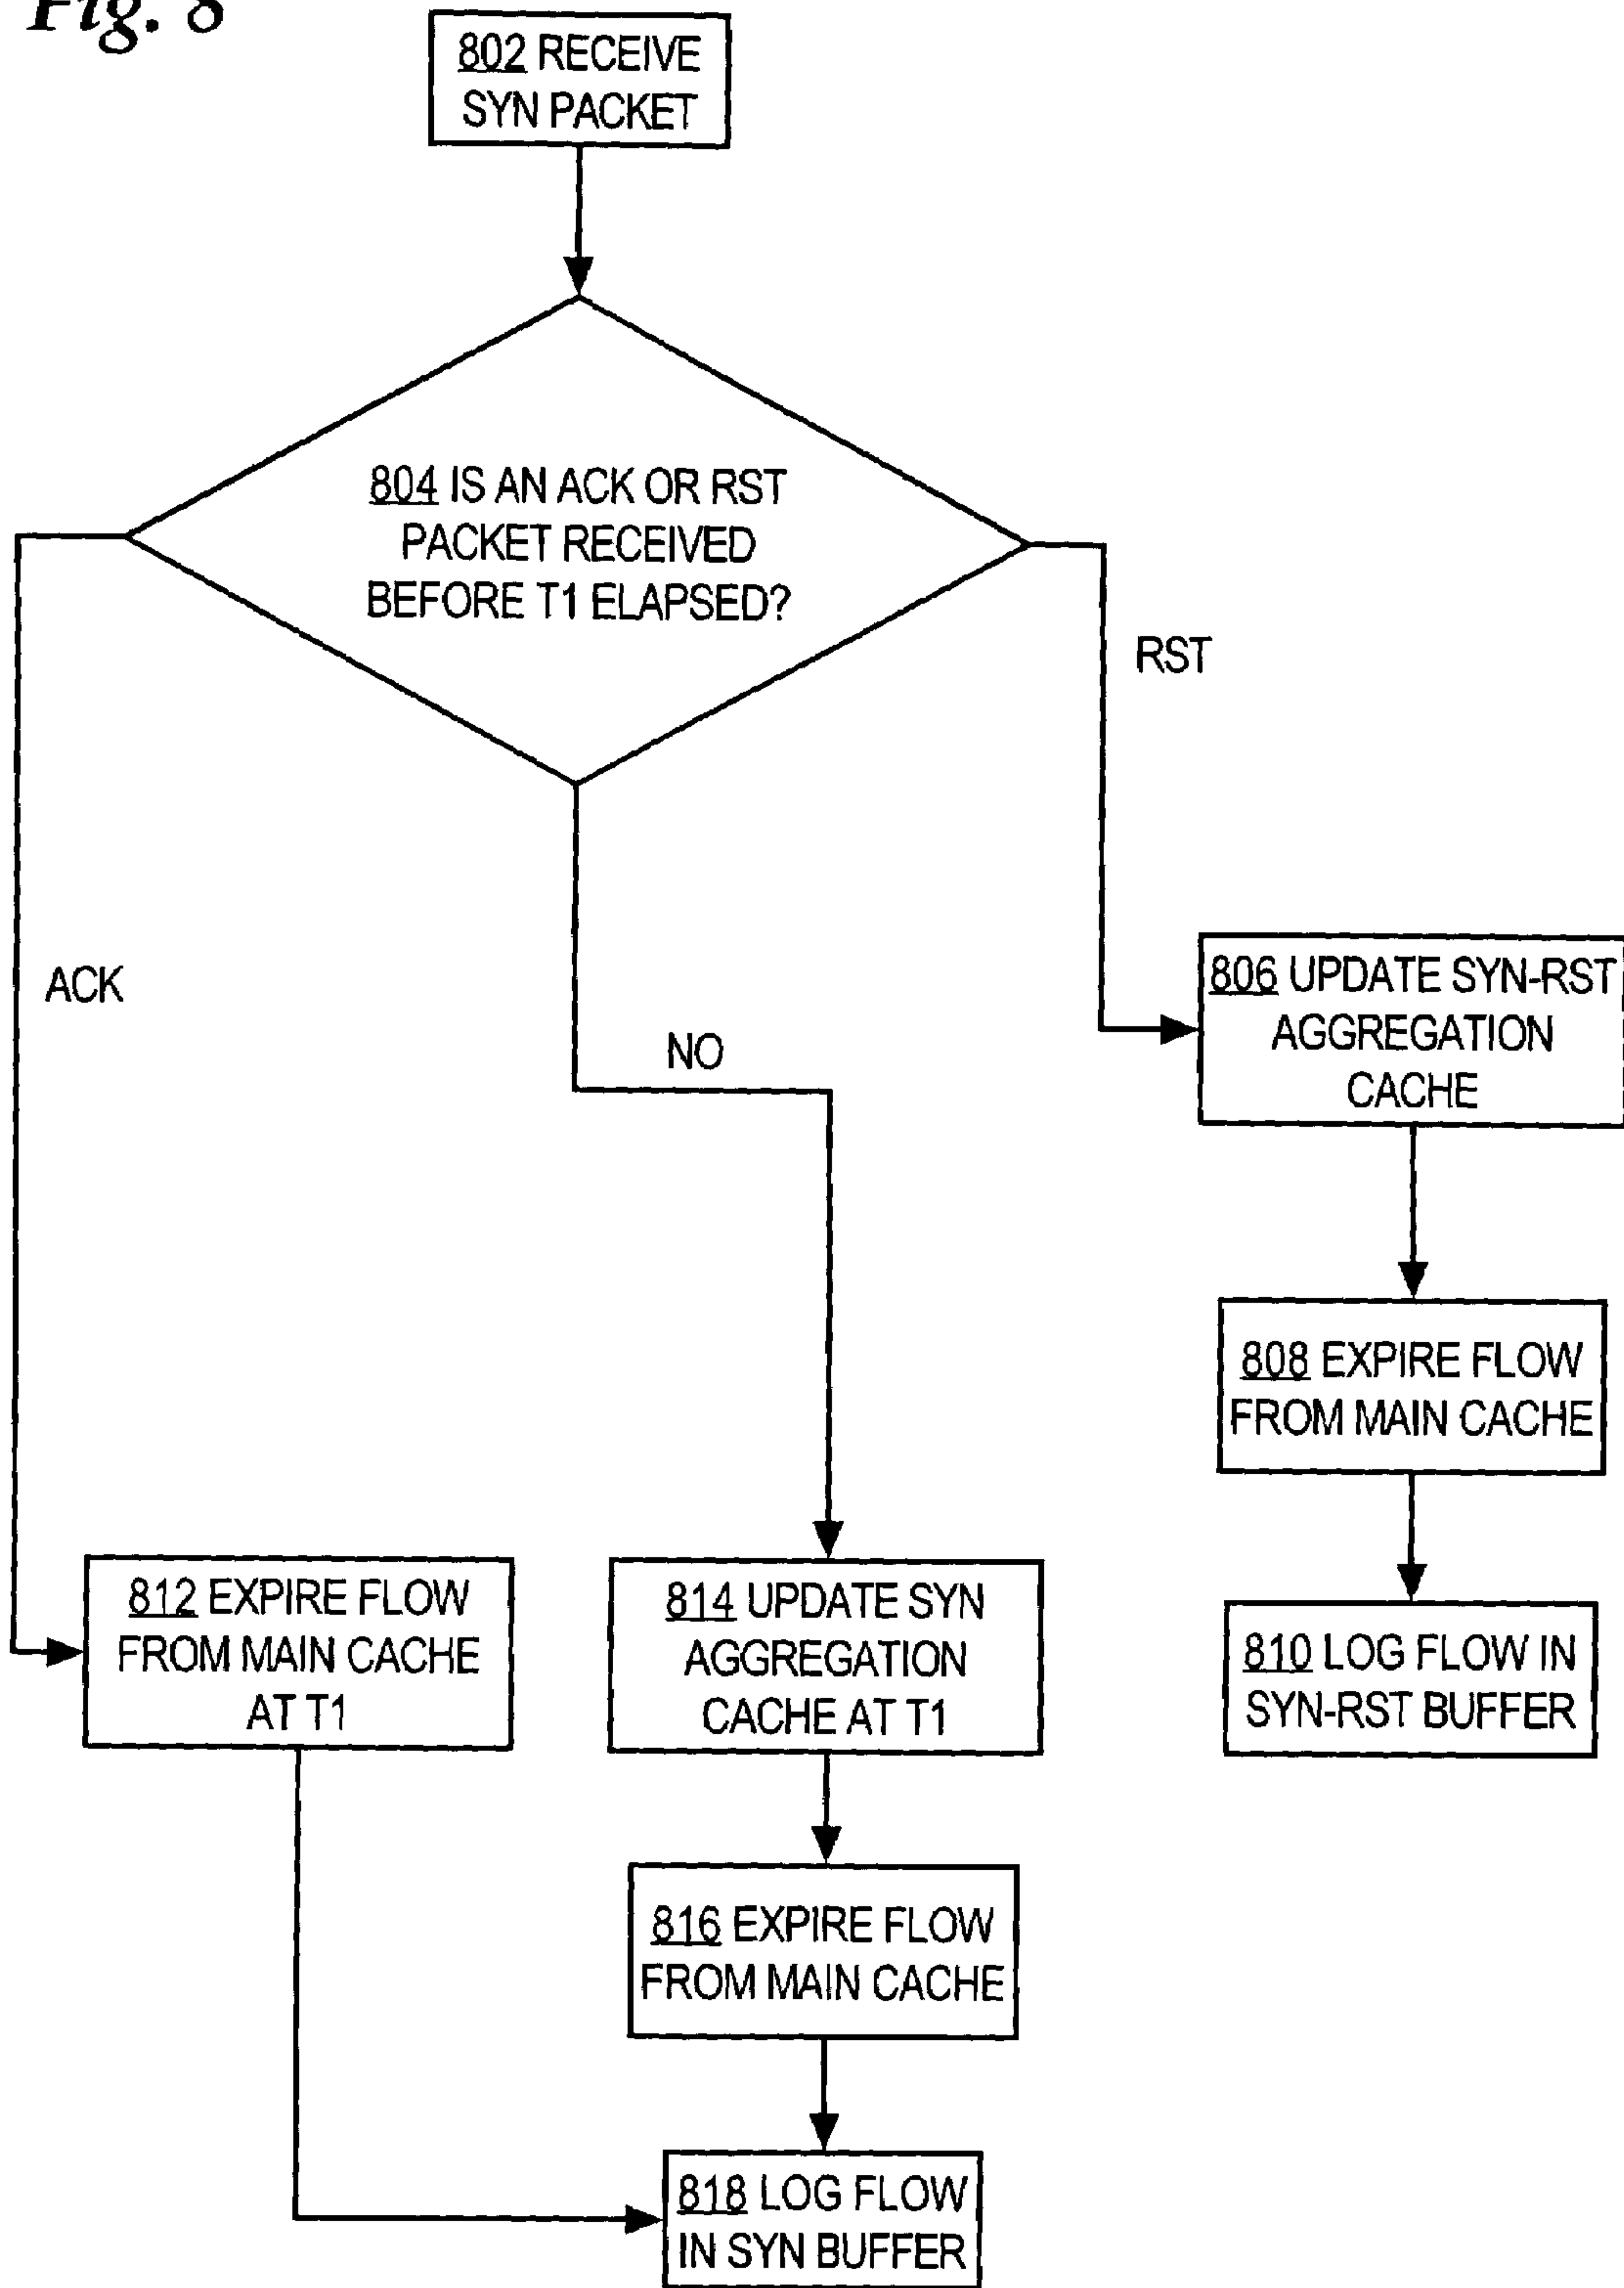 Fig. 8
802 RECEIVE
SYN PACKET
804 IS AN ACK OR RST
PACKET RECEIVED
BEFORE T1 ELAPSED?
RST
ACK
NO
806 UPDATE SYN-RST
AGGREGATION
CACHE
808 EXPIRE FLOW
FROM MAIN CACHE
810 LOG FLOW IN
SYN-RST BUFFER
812 EXPIRE FLOW
FROM MAIN CACHE
AT T1
814 UPDATE SYN
AGGREGATION
CACHE AT T1
816 EXPIRE FLOW
FROM MAIN CACHE
818 LOG FLOW
IN SYN BUFFER